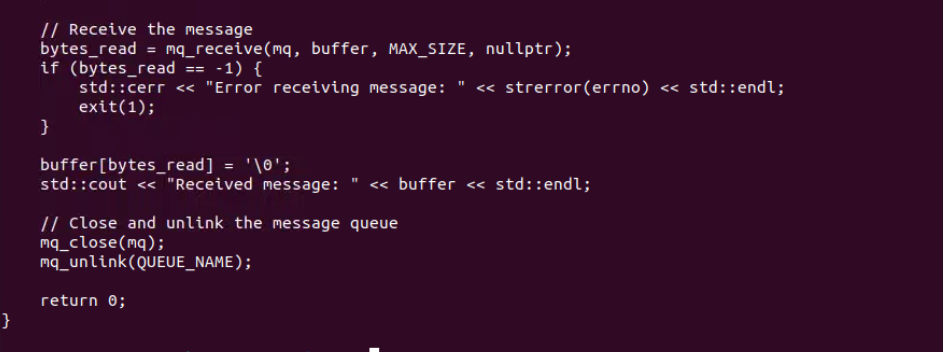 // Receive the message
bytes_read = mq_receive(mq, buffer, MAX_SIZE, nullptr);
if (bytes_read == -1) {
std::cerr << "Error receiving message: " << strerror(errno) << std::endl;
exit(1);
}
buffer[bytes_read] = '\0';
std::cout << "Received message: " << buffer << std::endl;
// Close and unlink the message queue
mq_close(mq);
mq_unlink(QUEUE_NAME);
return 0;
}